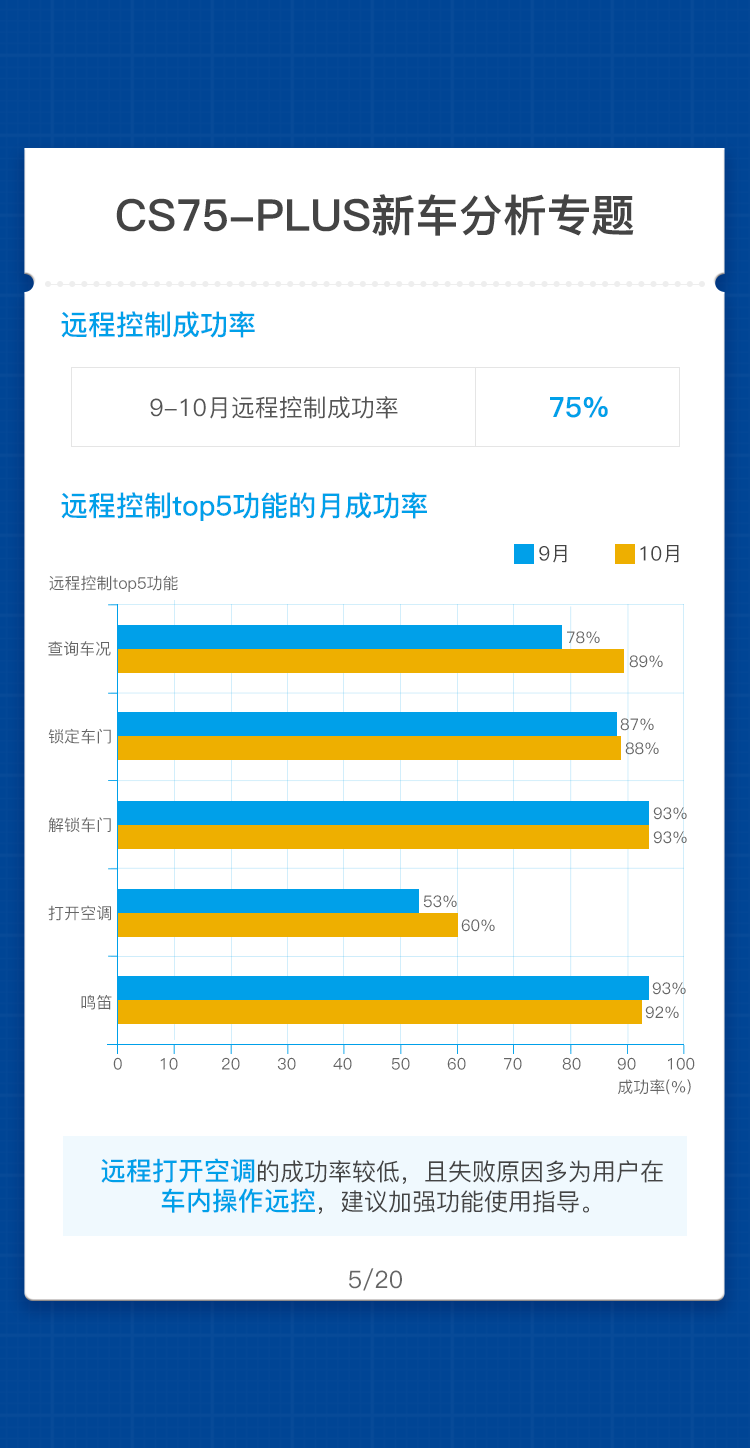 CS75-PLUS新车分析专题
远程控制成功率
9-10月远程控制成功率 75%
远程控制top5功能的月成功率
9月 10月
远程控制top5功能
查询车况 78%
89%
锁定车门 87%
88%
解锁车门 93%
93%
打开空调 53%
60%
鸣笛 93%
92%
0 10 20 30 40 50 60 70 80 90 100
成功率(%)
远程打开空调的成功率较低，且失败原因多为用户在
车内操作远控，建议加强功能使用指导。
5/20